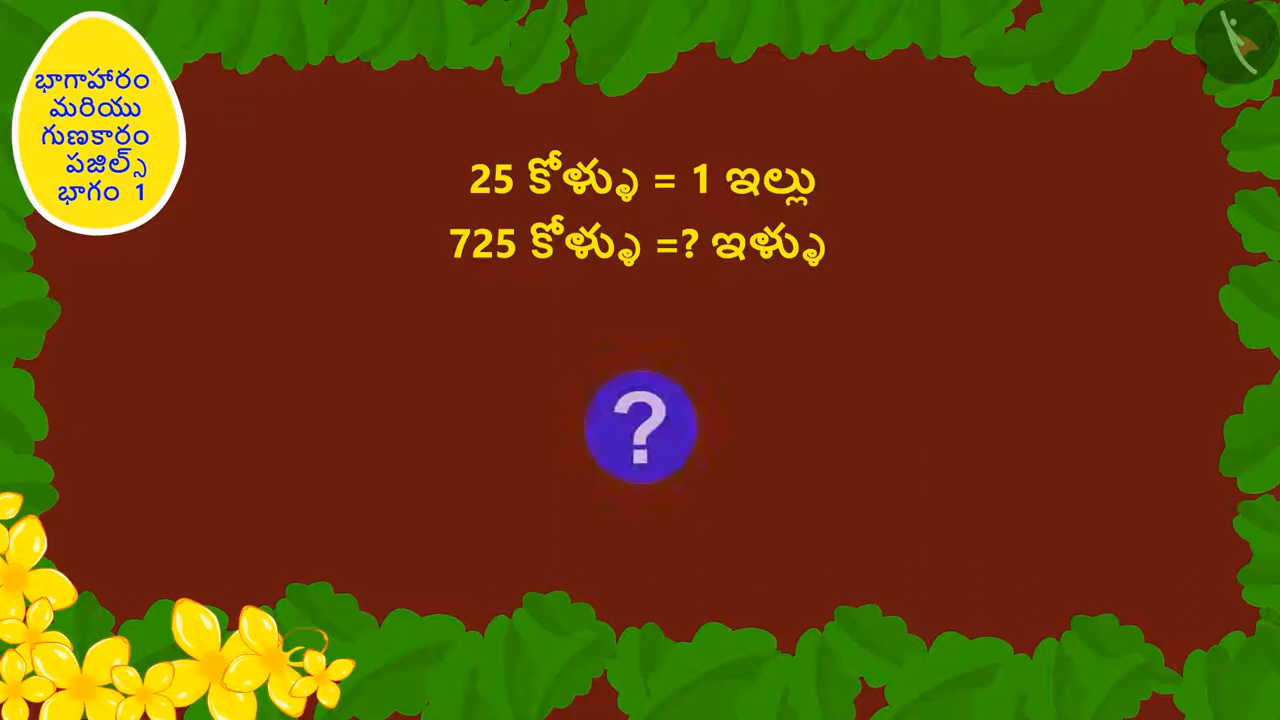 భాగాహారం
మరియు
గుణకారం
పజిల్స్
భాగం 1
25 కోళ్ళు = 1 ఇల్లు
725 కోళ్ళు =? ఇళ్ళు
?